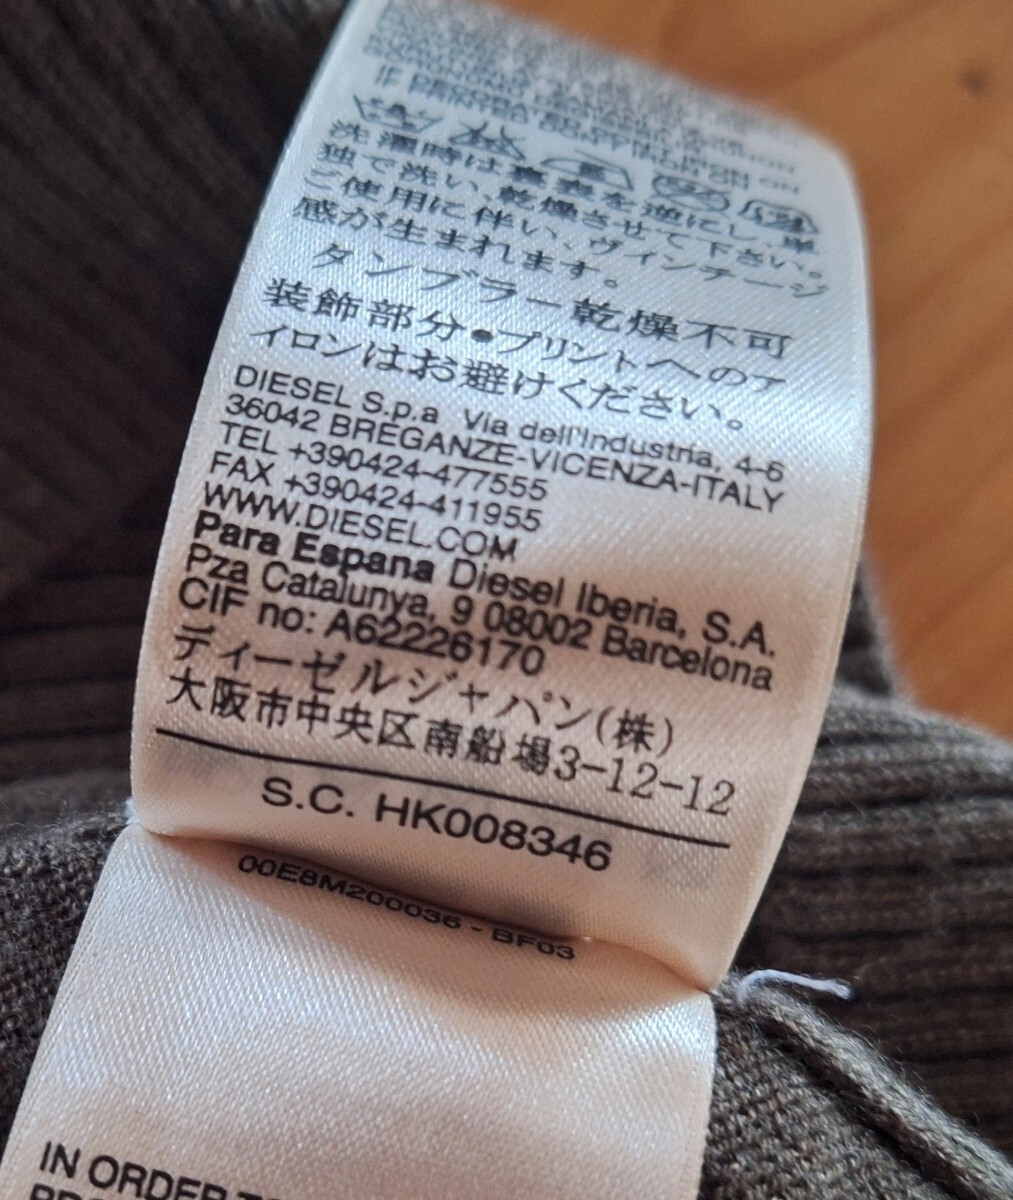 洗濯時は裏表を逆にし、単
独で洗い、乾燥させて下さい。
ご使用に伴い、ヴィンテージ
感が生まれます。
タンブラー乾燥不可
装飾部分●プリントへのア
イロンはお避けください。
DIESEL S.p.a Via dell'Industria, 4-6
36042 BREGANZE-VICENZA-ITALY
TEL +390424-477555
FAX +390424-411955
WWW.DIESEL.COM
Para Espana Diesel Iberia, S.A.
Pza Catalunya, 9 08002 Barcelona
CIF no: A62226170
ディーゼルジャパン(株)
大阪市中央区南船場3-12-12
S.C. HK008346
00E8M200036 - BF03
IN ORDER TO